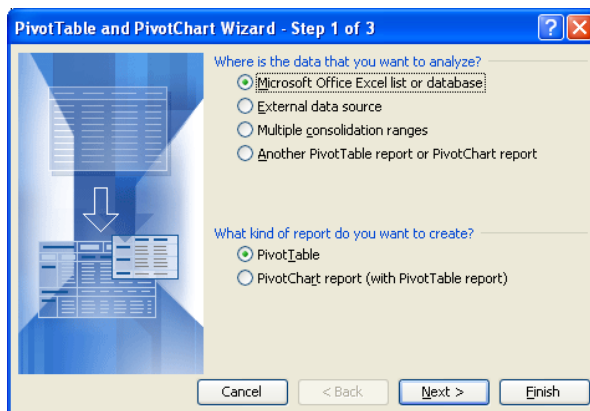 PivotTable and PivotChart Wizard - Step 1 of 3
Where is the data that you want to analyze?
Microsoft Office Excel list or database
External data source
Multiple consolidation ranges
Another PivotTable report or PivotChart report
What kind of report do you want to create?
PivotTable
PivotChart report (with PivotTable report)
Cancel < Back Next > Finish